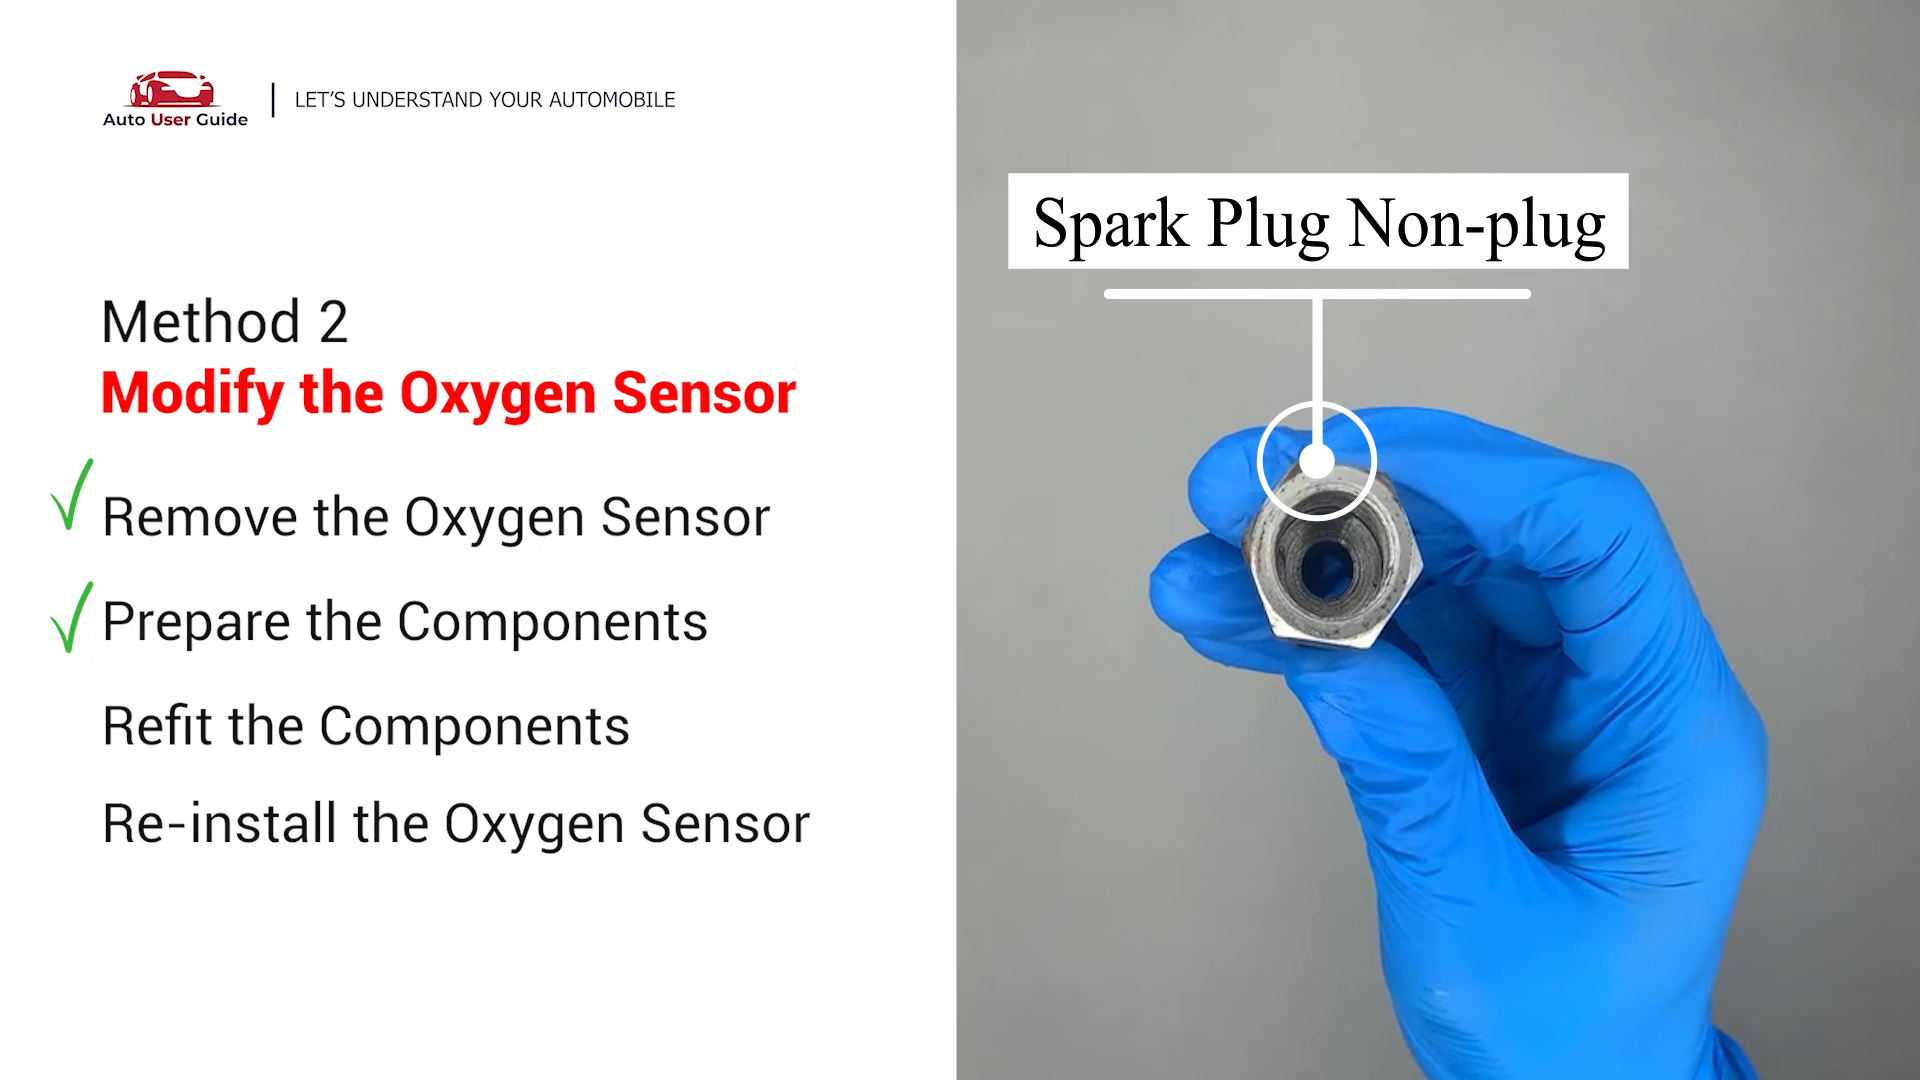 Auto User Guide
LET'S UNDERSTAND YOUR AUTOMOBILE
Method 2
Modify the Oxygen Sensor
Remove the Oxygen Sensor
Prepare the Components
Refit the Components
Re-install the Oxygen Sensor
Spark Plug Non-plug